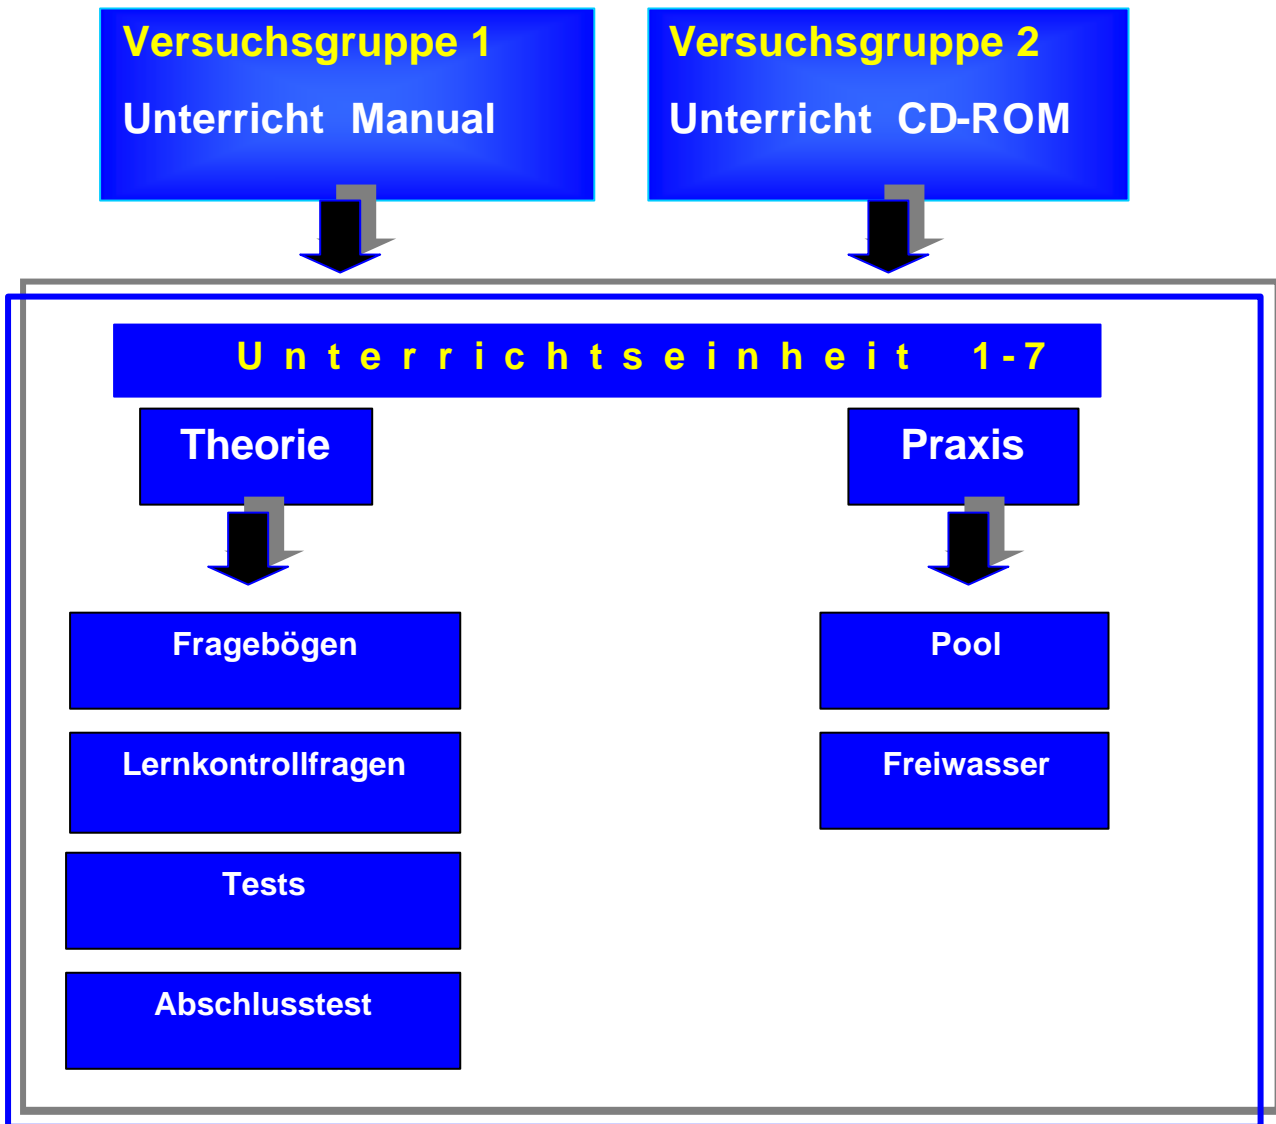 Versuchsgruppe 1
Unterricht Manual
Versuchsgruppe 2
Unterricht CD-ROM
Unterrichtseinheit 1-7
Theorie
Praxis
Fragebögen
Pool
Lernkontrollfragen
Freiwasser
Tests
Abschlusstest